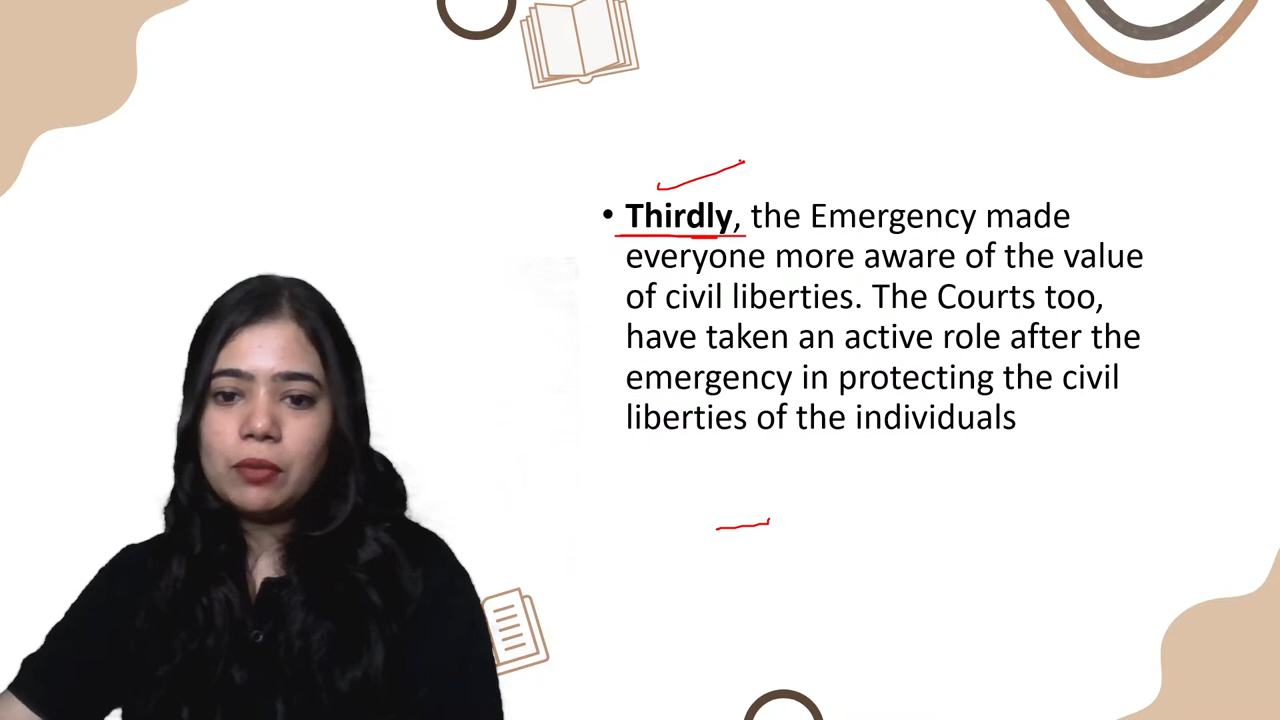 • Thirdly, the Emergency made
everyone more aware of the value
of civil liberties. The Courts too,
have taken an active role after the
emergency in protecting the civil
liberties of the individuals